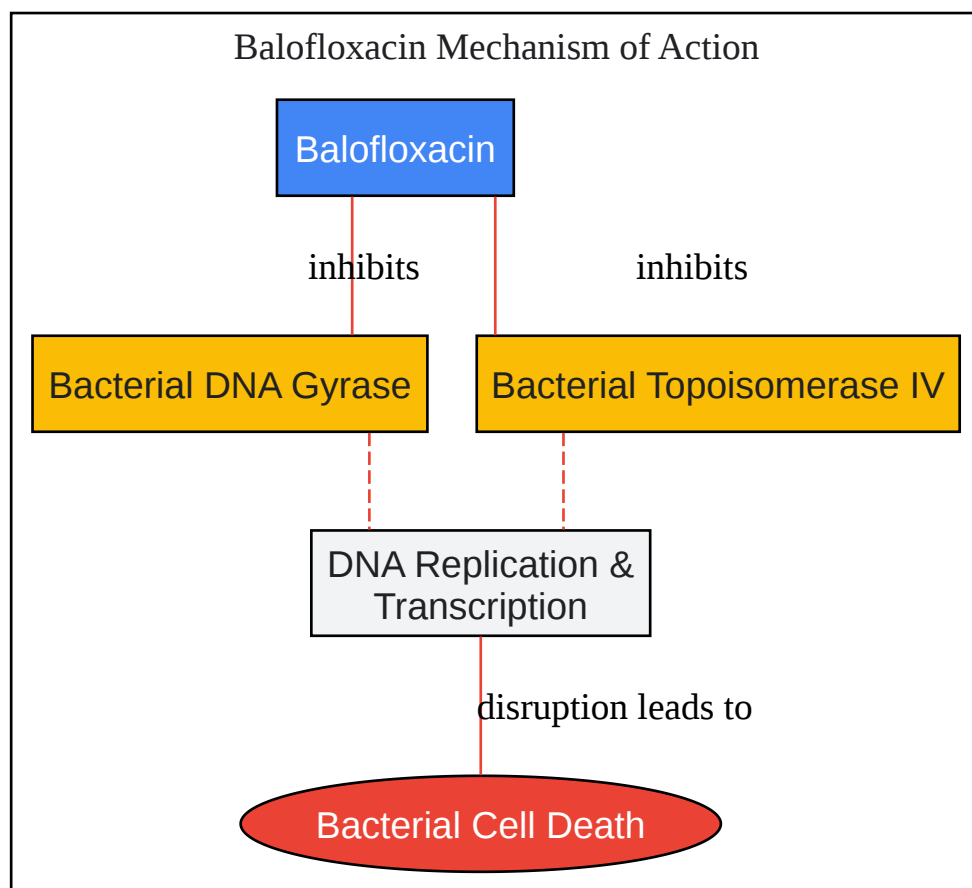 Balofloxacin Mechanism of Action
Balofloxacin
inhibits
inhibits
Bacterial DNA Gyrase
Bacterial Topoisomerase IV
DNA Replication &
Transcription
disruption leads to
Bacterial Cell Death